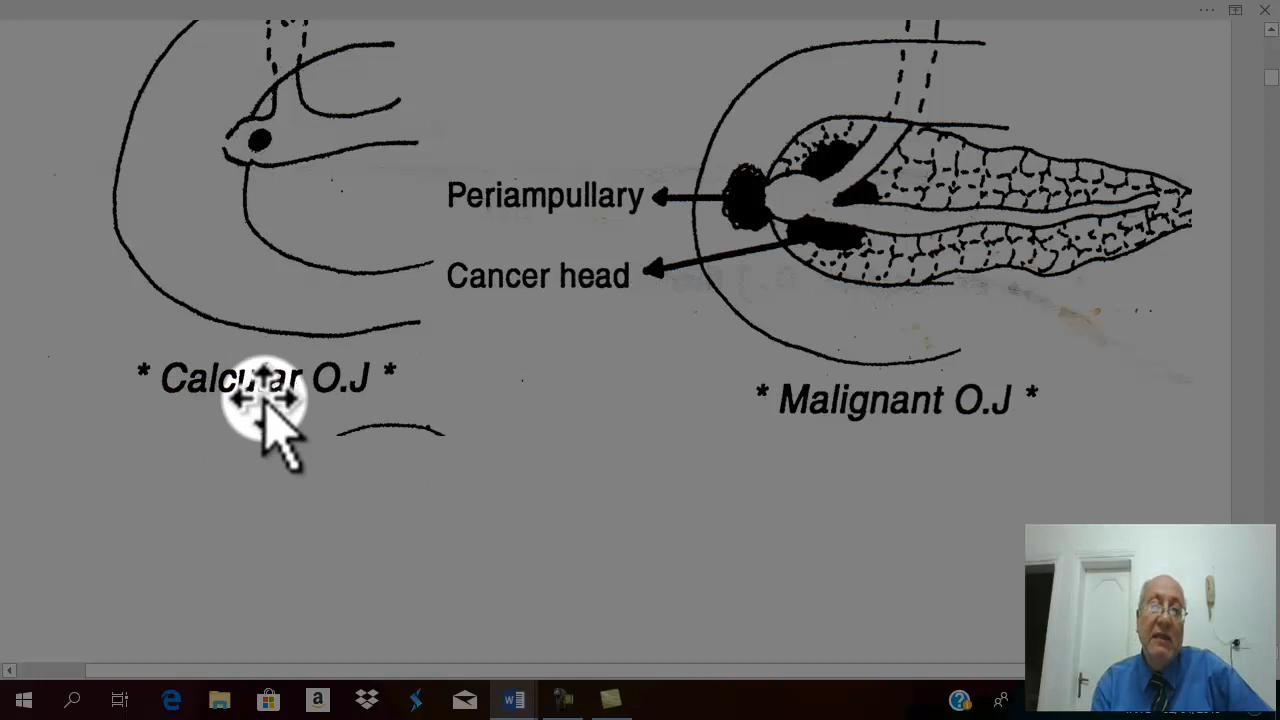 Periampullary
Cancer head
* Calcular O.J *
* Malignant O.J *